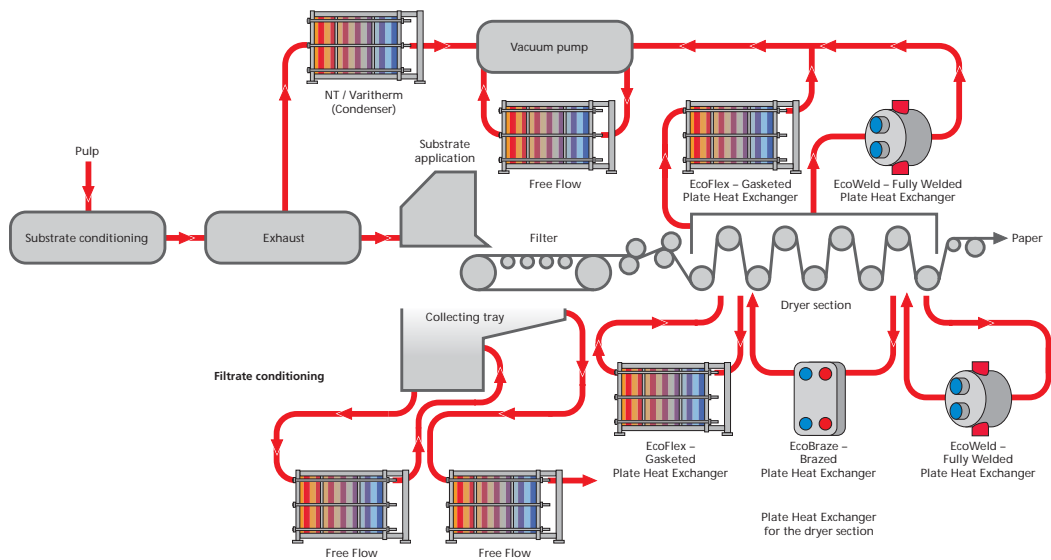 Vacuum pump
NT / Varitherm
(Condenser)
Substrate
application
Pulp
Free Flow
EcoFlex – Gasketed
Plate Heat Exchanger
EcoWeld – Fully Welded
Plate Heat Exchanger
Substrate conditioning
Exhaust
Filter
Paper
Dryer section
Collecting tray
Filtrate conditioning
EcoFlex –
Gasketed
Plate Heat Exchanger
EcoBraze –
Brazed
Plate Heat Exchanger
EcoWeld –
Fully Welded
Plate Heat Exchanger
Plate Heat Exchanger
for the dryer section
Free Flow
Free Flow